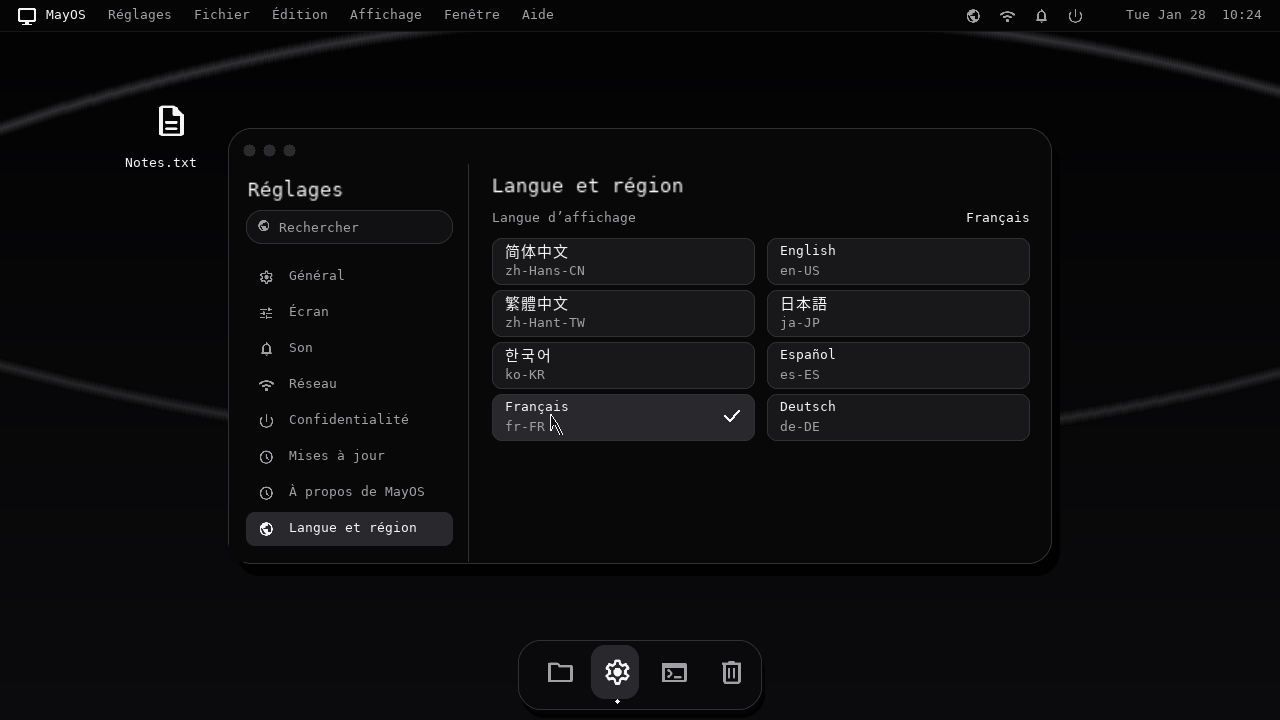 MayOS Réglages Fichier Édition Affichage Fenêtre Aide Tue Jan 28 10:24
Notes.txt
Réglages
Rechercher
Général
Écran
Son
Réseau
Confidentialité
Mises à jour
À propos de MayOS
Langue et région
Langue et région
Langue d’affichage Français
简体中文
zh-Hans-CN
English
en-US
繁體中文
zh-Hant-TW
日本語
ja-JP
한국어
ko-KR
Español
es-ES
Français
fr-FR
Deutsch
de-DE